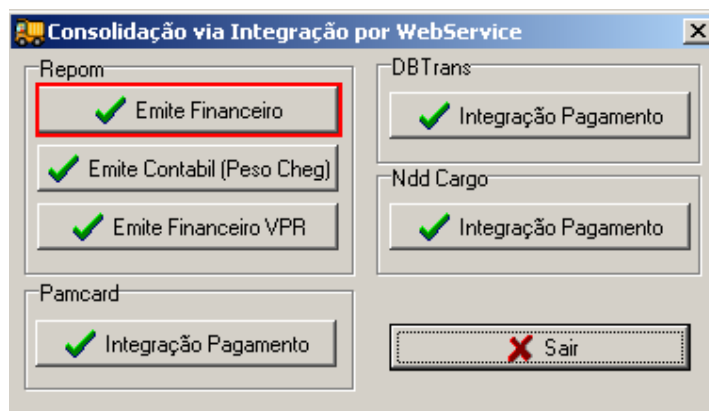 Consolidação via Integração por WebService
Repom
Emite Financeiro
Emite Contabil (Peso Cheg)
Emite Financeiro VPR
Pamcard
Integração Pagamento
DBTrans
Integração Pagamento
Ndd Cargo
Integração Pagamento
Sair